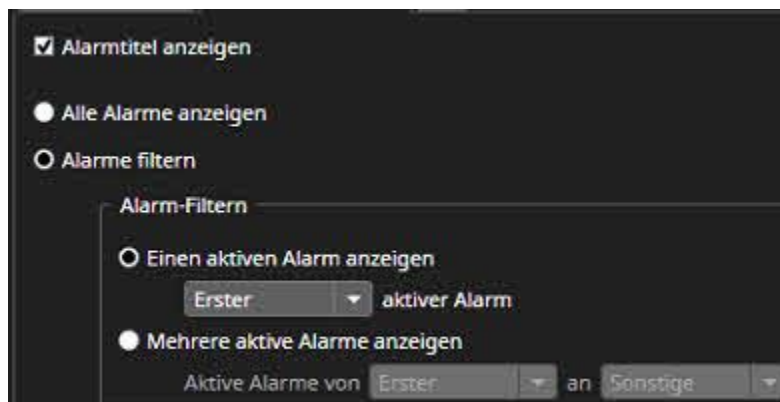 Alarmtitel anzeigen
Alle Alarme anzeigen
Alarme filtern
Alarm-Filtern
Einen aktiven Alarm anzeigen
Erster aktiver Alarm
Mehrere aktive Alarme anzeigen
Aktive Alarme von Erster an Sonstige